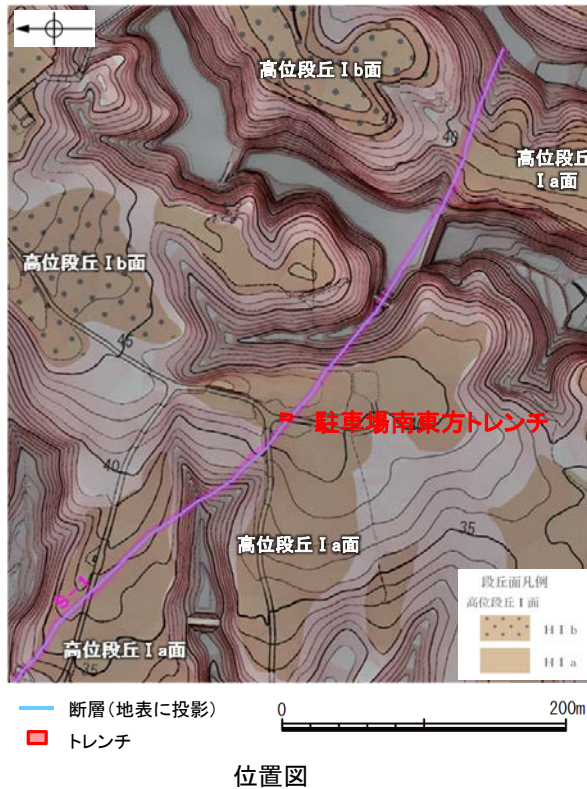 高位段丘Ⅰb面
40
高位段丘
Ⅰa面
高位段丘Ⅰb面
45
駐車場南東方トレンチ
40
35
高位段丘Ⅰa面
S-1
高位段丘Ⅰa面
35
段丘面凡例
高位段丘Ⅰ面
HⅠb
HⅠa
断層(地表に投影)
トレンチ
0
200m
位置図